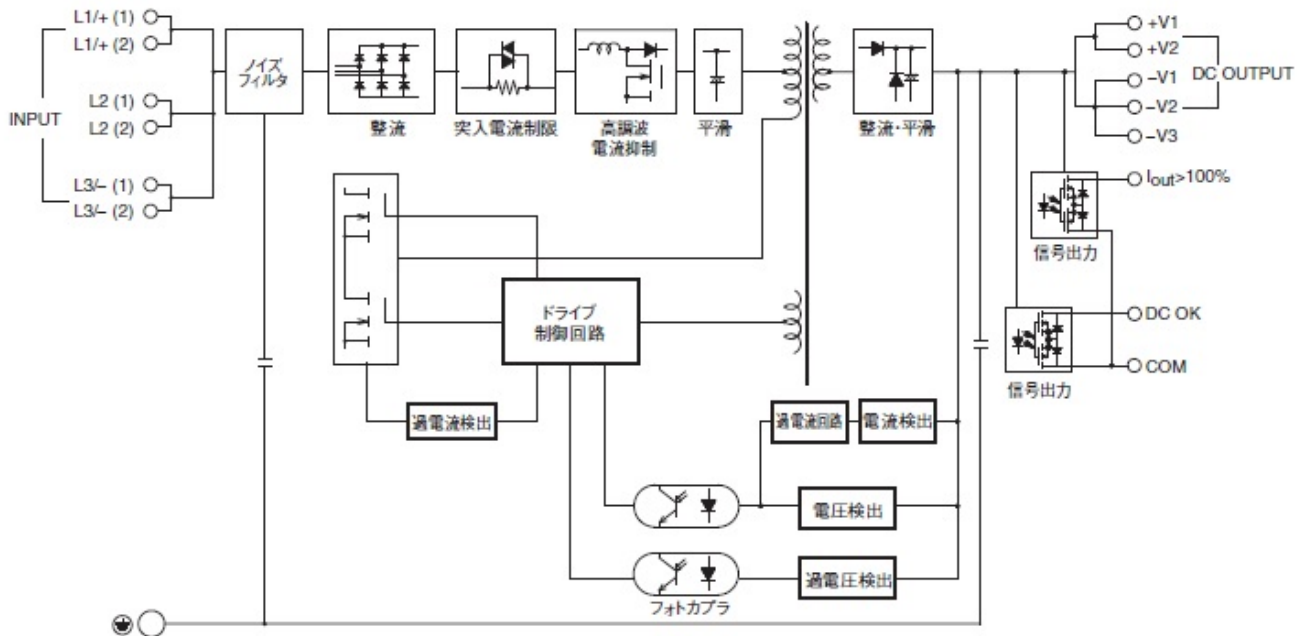 L1/+ (1)
L1/+ (2)
L2 (1)
L2 (2)
L3/− (1)
L3/− (2)
INPUT
ノイズ
フィルタ
整流
突入電流制限
高調波
電流抑制
平滑
整流・平滑
+V1
+V2
−V1
−V2
−V3
DC OUTPUT
Iout>100%
信号出力
DC OK
COM
信号出力
ドライブ
制御回路
過電流検出
過電流回路
電流検出
電圧検出
過電圧検出
フォトカプラ